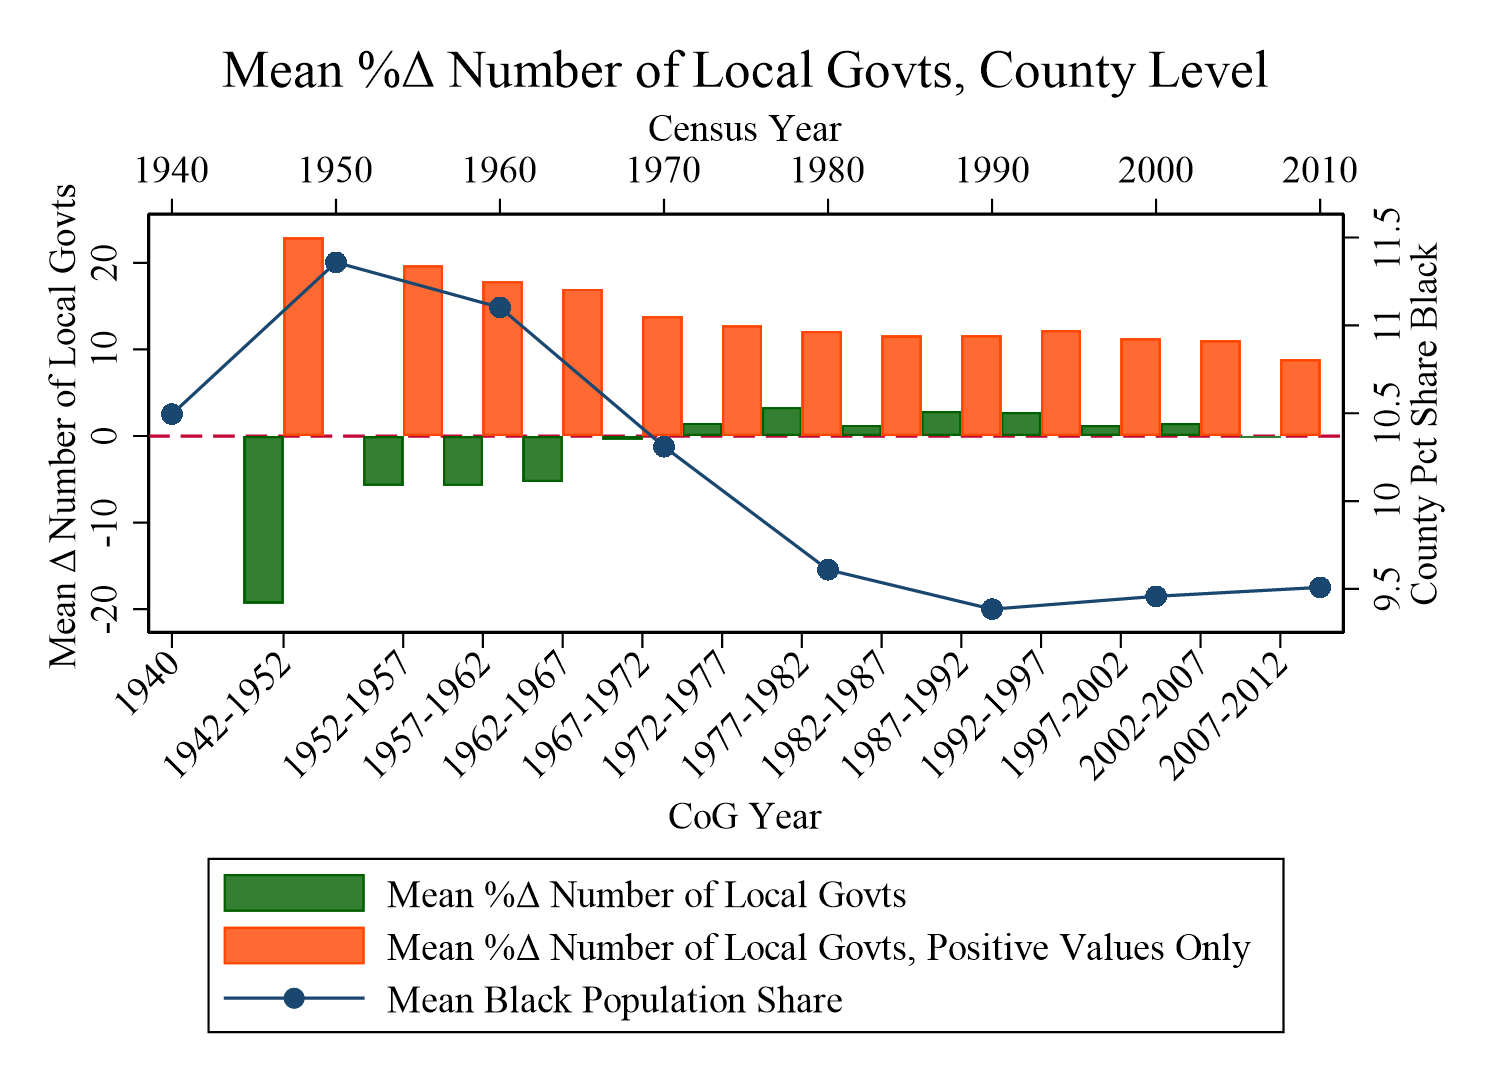 Mean %Δ Number of Local Govts, County Level
Census Year
1940 1950 1960 1970 1980 1990 2000 2010
Mean Δ Number of Local Govts
20
10
0
-10
-20
11.5
11
10.5
10
9.5
County Pct Share Black
1940 1942-1952 1952-1957 1957-1962 1962-1967 1967-1972 1972-1977 1977-1982 1982-1987 1987-1992 1992-1997 1997-2002 2002-2007 2007-2012
CoG Year
Mean %Δ Number of Local Govts
Mean %Δ Number of Local Govts, Positive Values Only
Mean Black Population Share